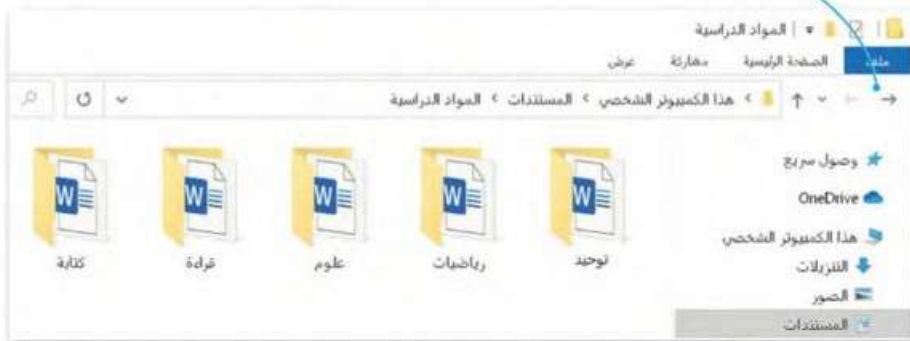 المواد الدراسية
ملف الصفحة الرئيسية مشاركة عرض
هذا الكمبيوتر الشخصي > المستندات > المواد الدراسية
وصول سريع
OneDrive
هذا الكمبيوتر الشخصي
التنزيلات
الصور
المستندات
توحيد رياضيات علوم قراءة كتابة
W W W W W